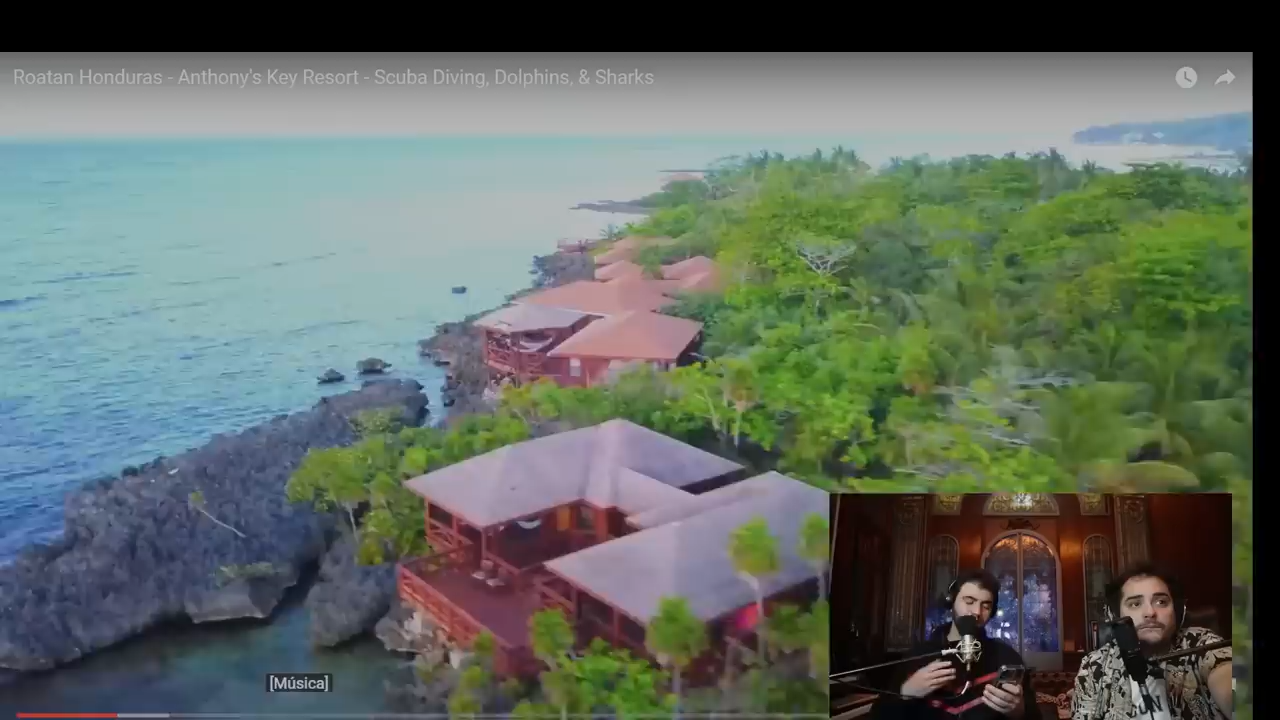 Roatan Honduras - Anthony's Key Resort - Scuba Diving, Dolphins, & Sharks
[Música]